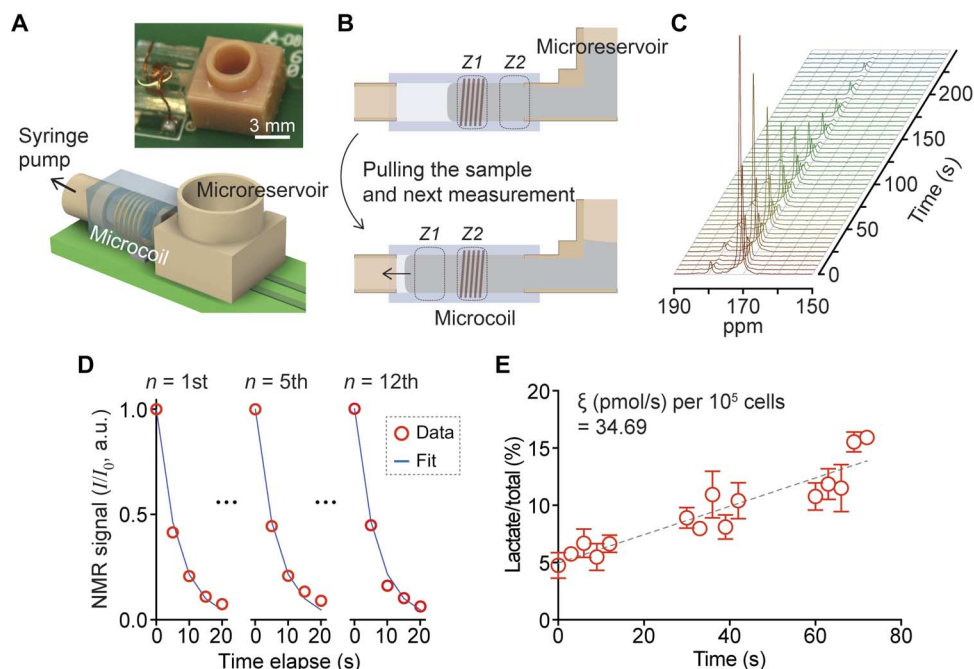 A
3 mm
Syringe
pump
Microreservoir
Microcoil
B
Microreservoir
Z1 Z2
Pulling the sample
and next measurement
Z1 Z2
Microcoil
C
200
150
100
50
0
Time (s)
190 170 150
ppm
D
n = 1st n = 5th n = 12th
1.0
0.5
0.0
NMR signal (I/I0, a.u.)
Data
Fit
... ...
0 10 20 0 10 20 0 10 20
Time elapse (s)
E
ξ (pmol/s) per 10⁵ cells
= 34.69
20
15
10
5
0
Lactate/total (%)
0 20 40 60 80
Time (s)